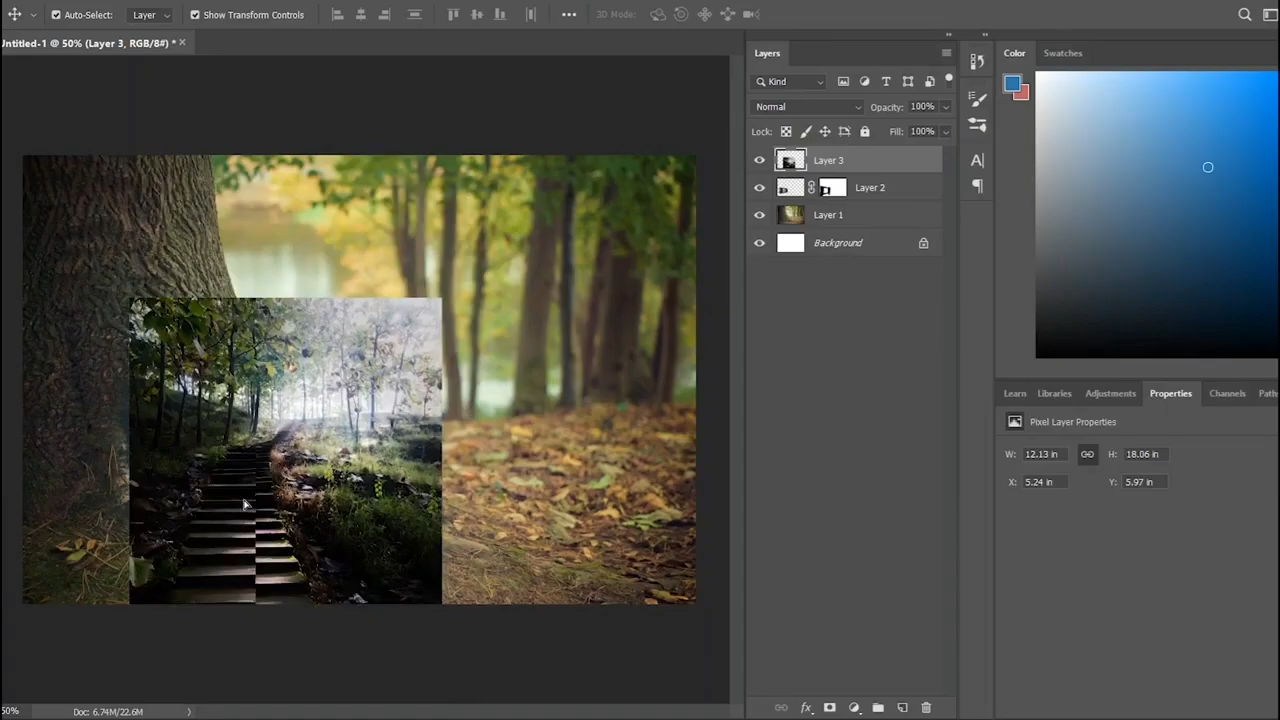 Auto-Select: Layer Show Transform Controls 3D Mode:
Untitled-1 @ 50% (Layer 3, RGB/8#) *
Layers
Kind
Normal Opacity: 100%
Lock: Fill: 100%
Layer 3
Layer 2
Layer 1
Background
Color Swatches
Learn Libraries Adjustments Properties Channels Path
Pixel Layer Properties
W: 12.13 in H: 18.06 in
X: 5.24 in Y: 5.97 in
50% Doc: 6.74M/22.6M